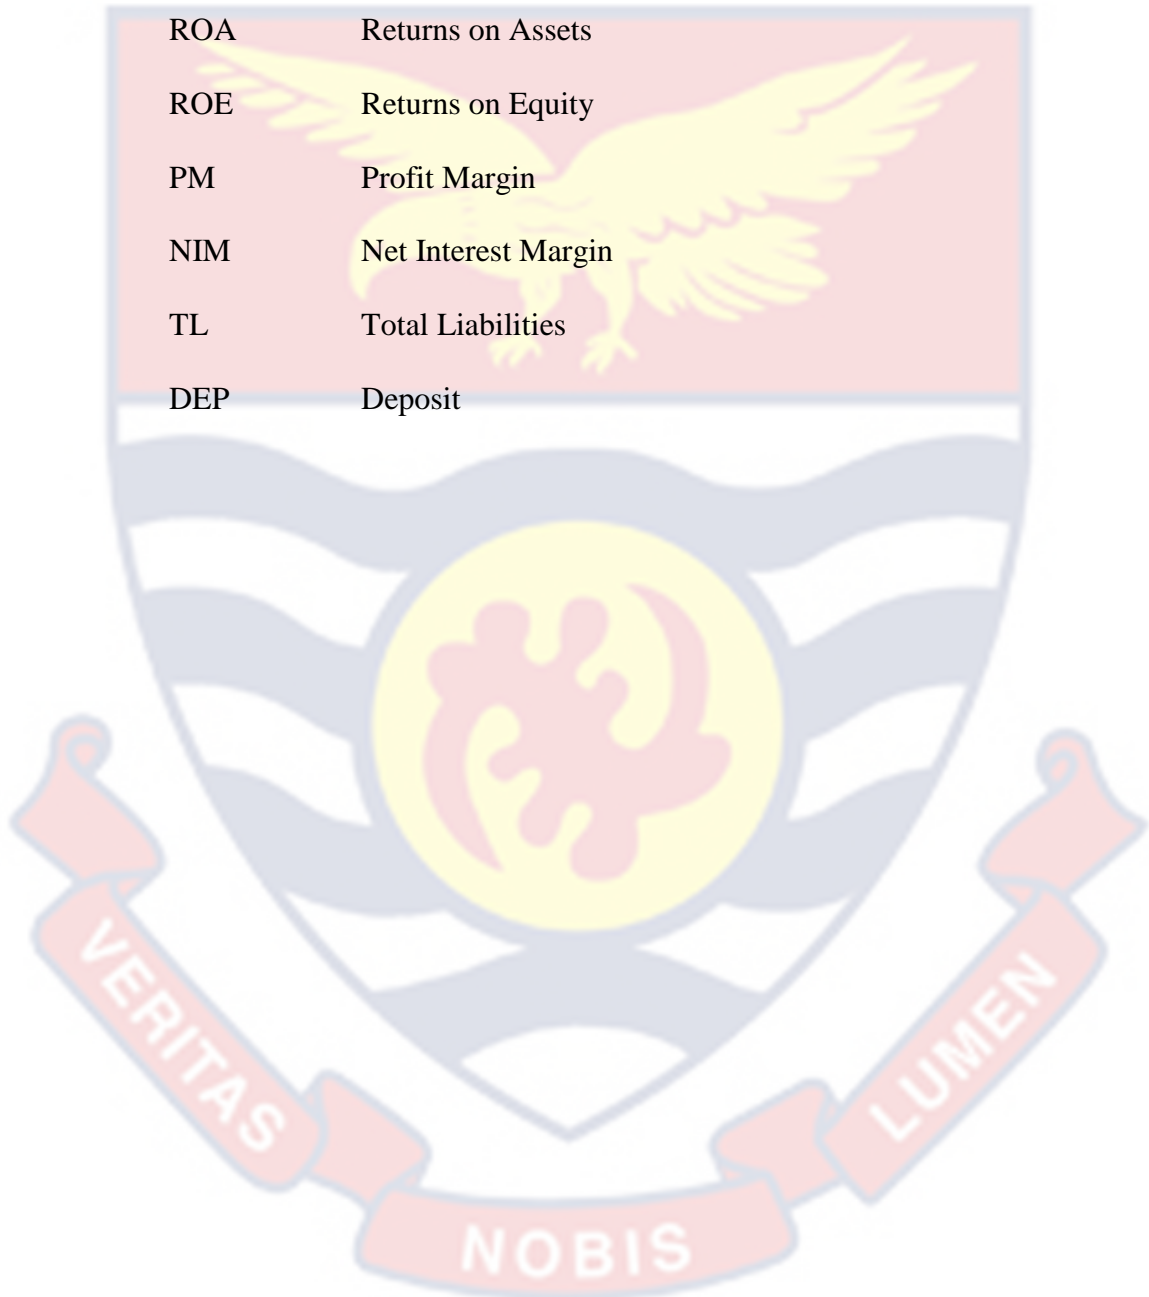 ROA Returns on Assets
ROE Returns on Equity
PM Profit Margin
NIM Net Interest Margin
TL Total Liabilities
DEP Deposit
VERITAS
NOBIS
LUMEN